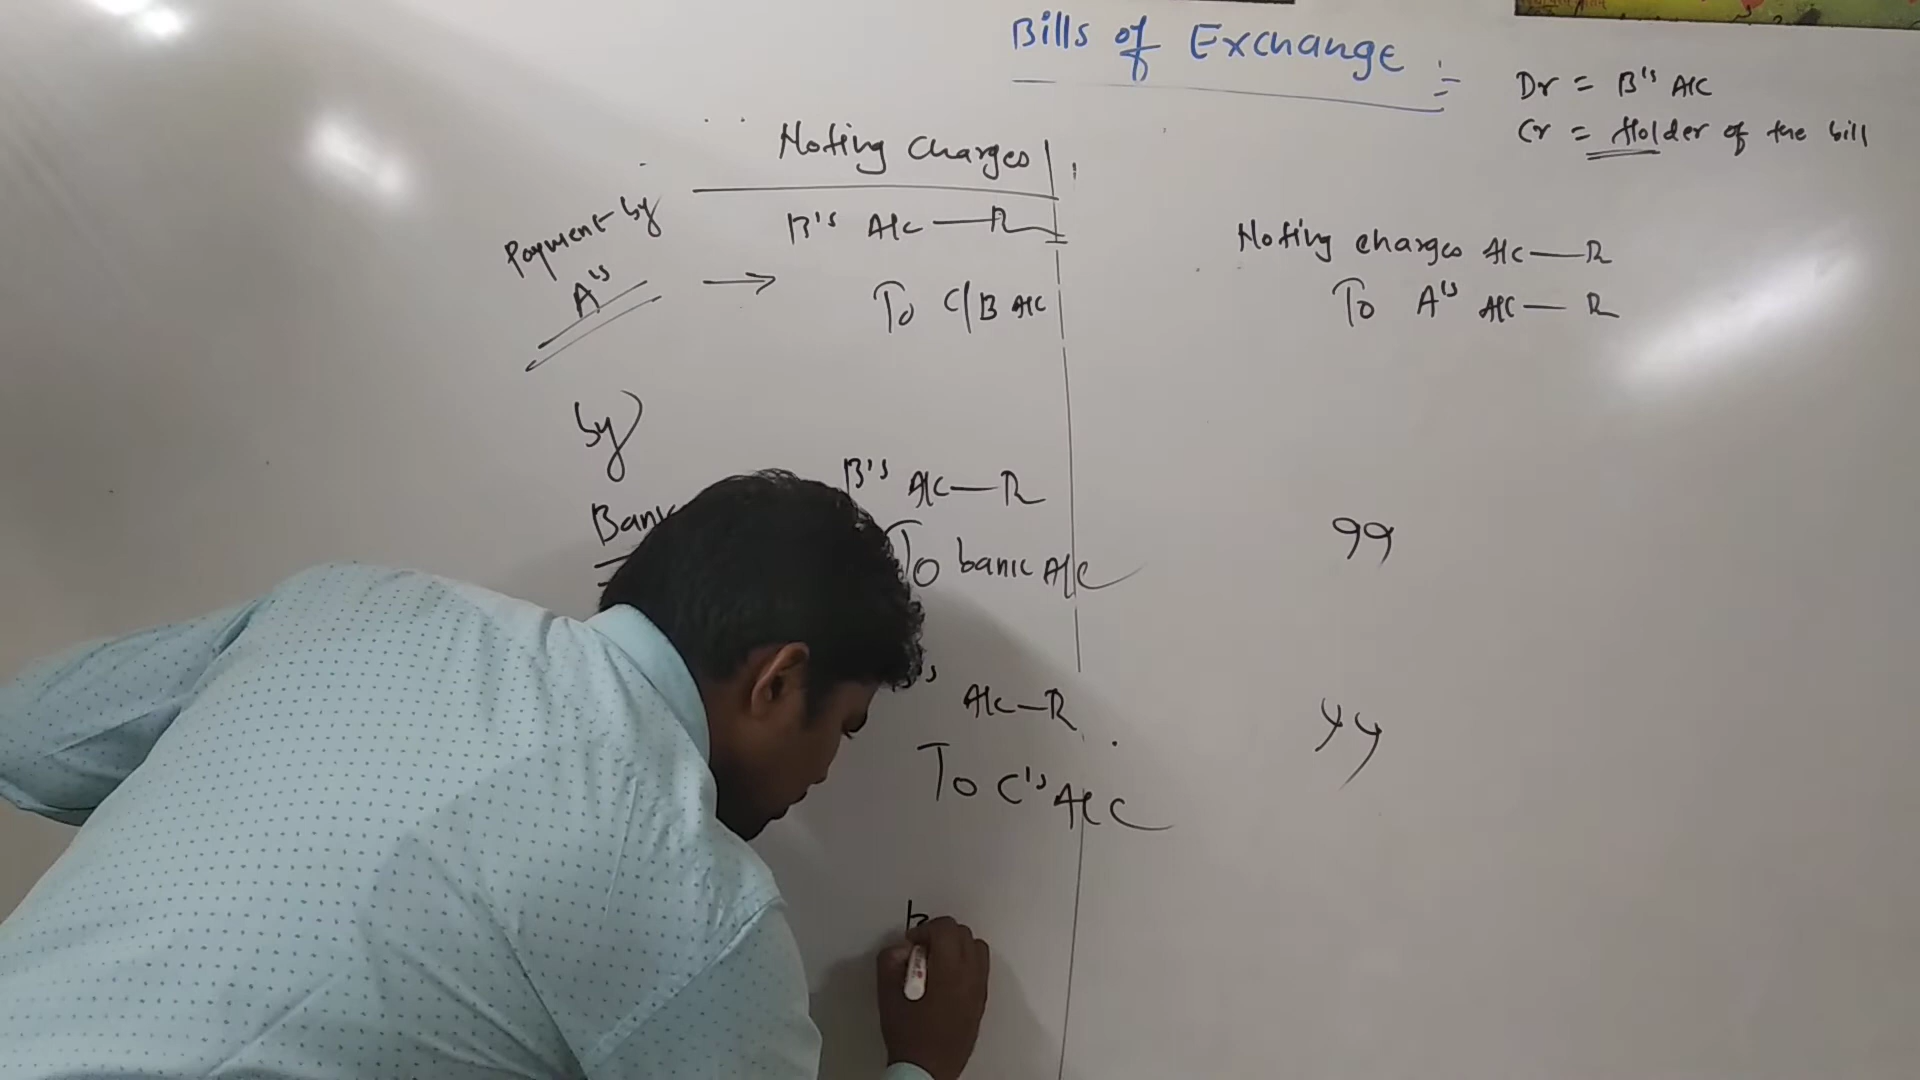 Bills of Exchange :-
Dr = B's A/c
Cr = Holder of the bill
Noting Charges
Payment by
A's
B's A/c — R
To C/B A/c
Noting charges A/c — R
To A's A/c — R
by
Bank
B's A/c — R
To bank A/c
99
A/c — R
To C's A/c
yy